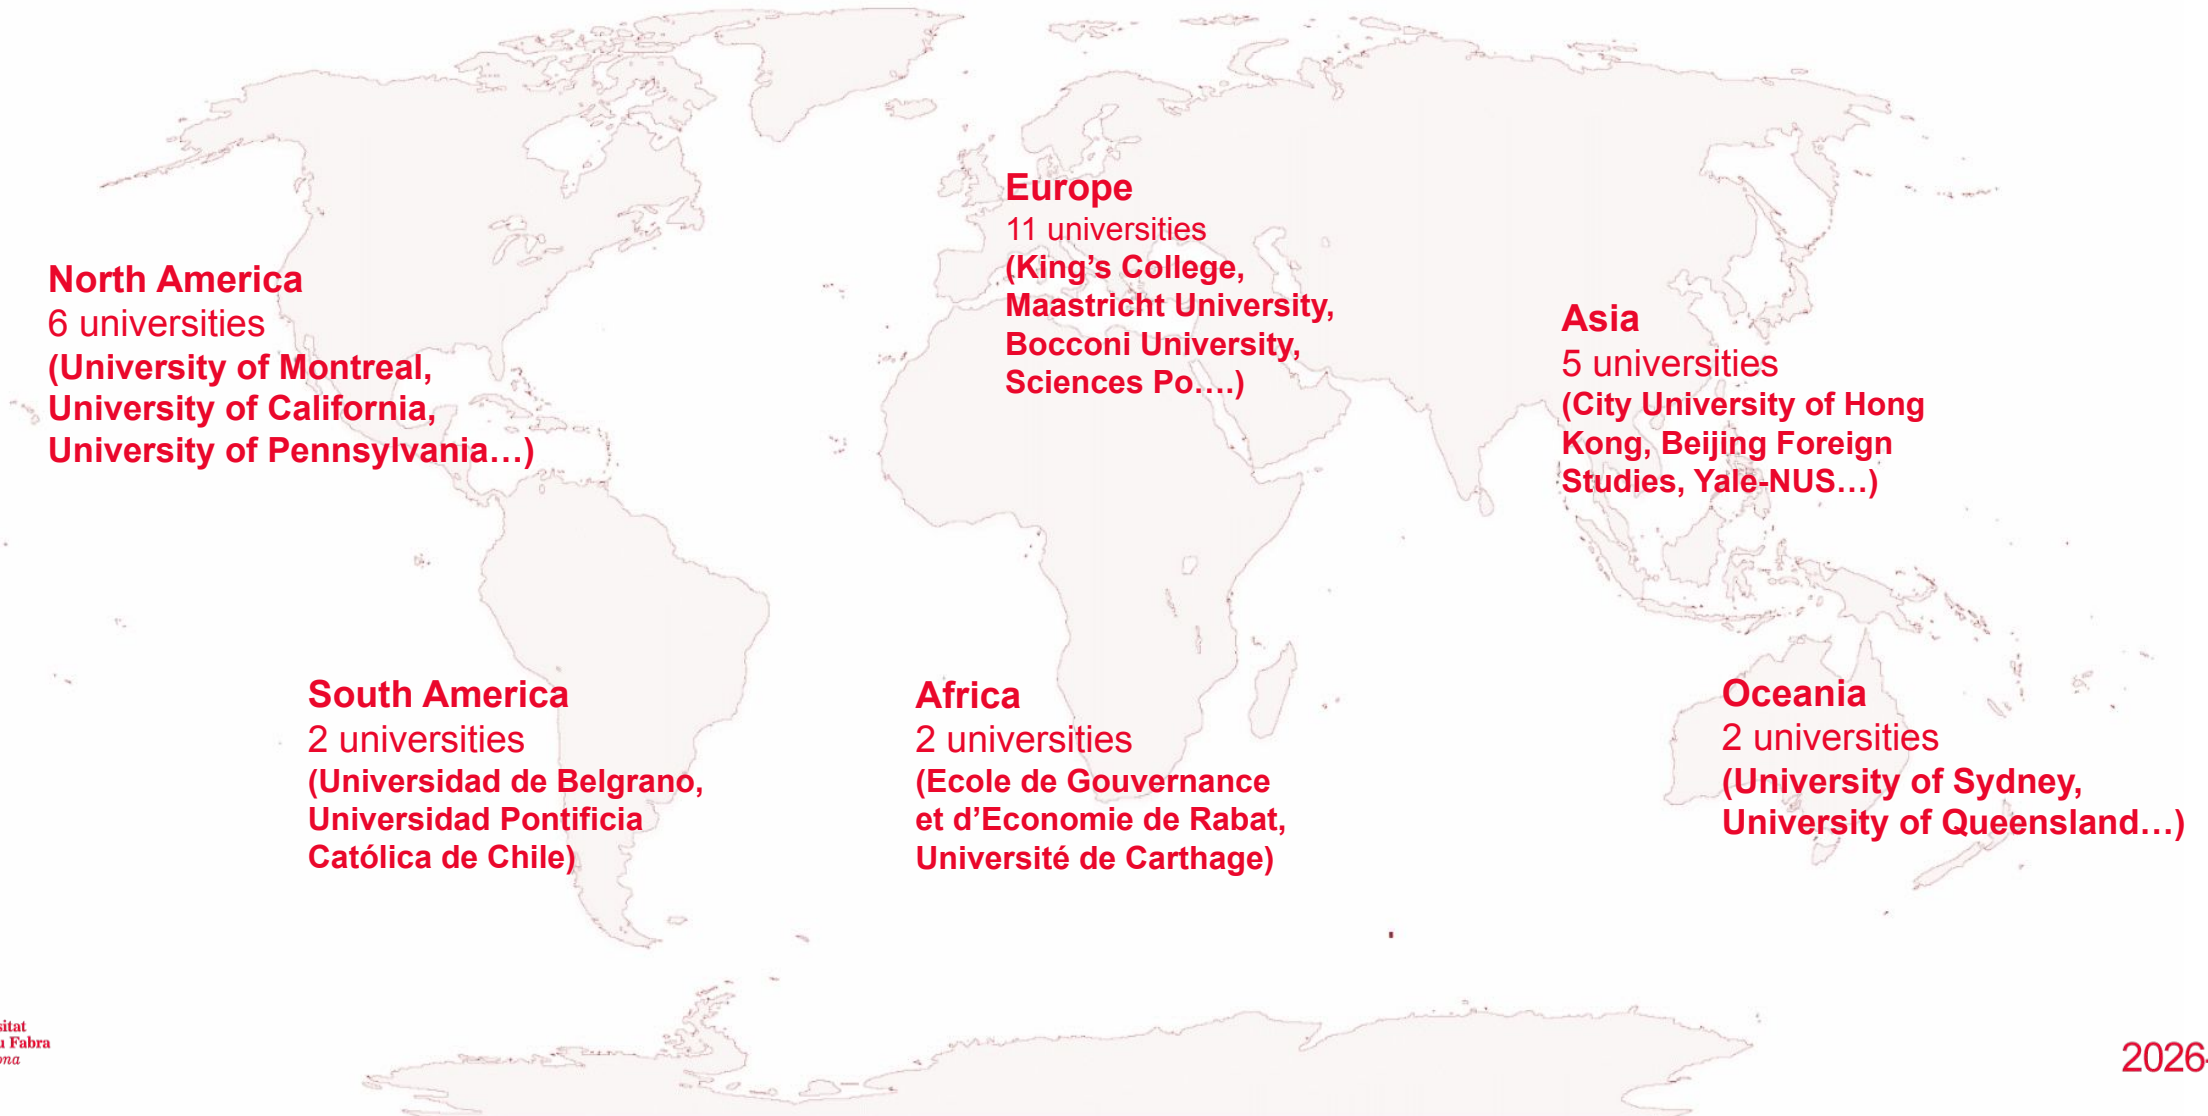 Europe
11 universities
(King’s College,
Maastricht University,
Bocconi University,
Sciences Po….)
North America
6 universities
(University of Montreal,
University of California,
University of Pennsylvania…)
Asia
5 universities
(City University of Hong
Kong, Beijing Foreign
Studies, Yale-NUS…)
South America
2 universities
(Universidad de Belgrano,
Universidad Pontificia
Católica de Chile)
Africa
2 universities
(Ecole de Gouvernance
et d’Economie de Rabat,
Université de Carthage)
Oceania
2 universities
(University of Sydney,
University of Queensland…)
sitat
u Fabra
ona
2026-